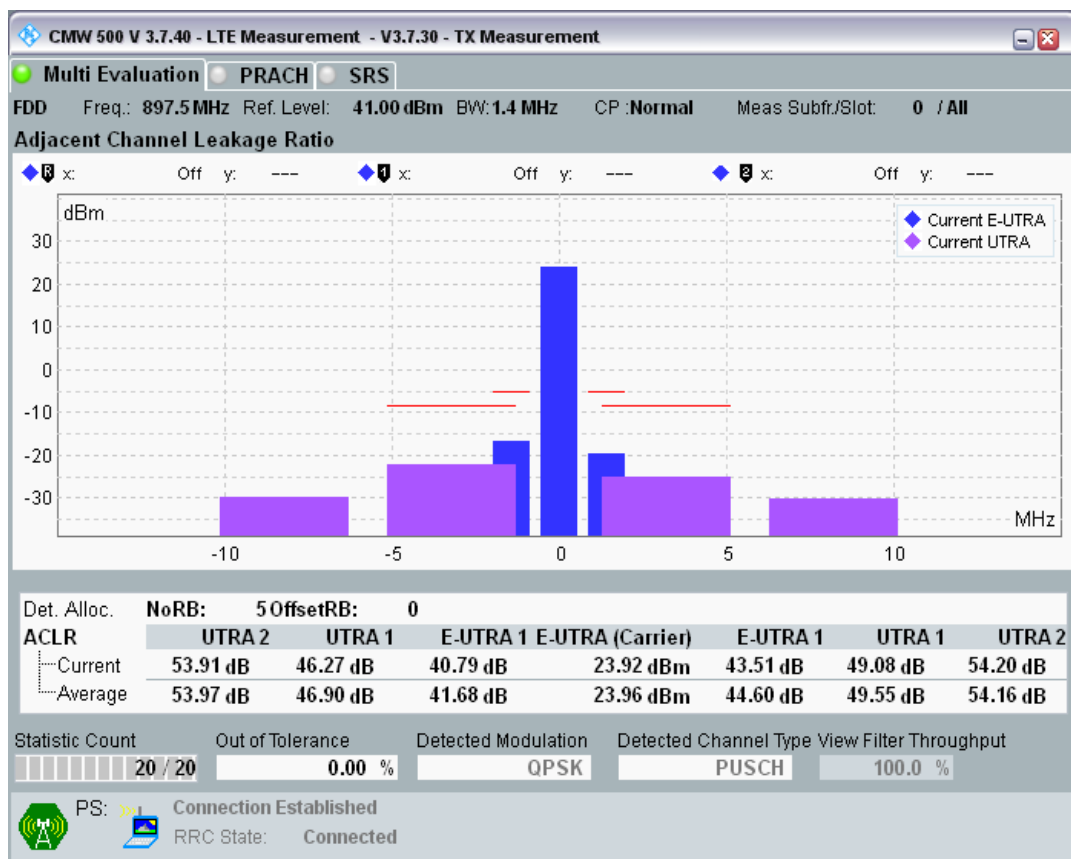 CMW 500 V 3.7.40 - LTE Measurement - V3.7.30 - TX Measurement
Multi Evaluation PRACH SRS
FDD Freq.: 897.5 MHz Ref. Level: 41.00 dBm BW: 1.4 MHz CP :Normal Meas Subfr./Slot: 0 / All
Adjacent Channel Leakage Ratio
R x: Off y: --- 1 x: Off y: --- 2 x: Off y: ---
dBm
Current E-UTRA
Current UTRA
30
20
10
0
-10
-20
-30
MHz
-10 -5 0 5 10
Det. Alloc. NoRB: 5 OffsetRB: 0
ACLR UTRA 2 UTRA 1 E-UTRA 1 E-UTRA (Carrier) E-UTRA 1 UTRA 1 UTRA 2
Current 53.91 dB 46.27 dB 40.79 dB 23.92 dBm 43.51 dB 49.08 dB 54.20 dB
Average 53.97 dB 46.90 dB 41.68 dB 23.96 dBm 44.60 dB 49.55 dB 54.16 dB
Statistic Count Out of Tolerance Detected Modulation Detected Channel Type View Filter Throughput
20 / 20 0.00 % QPSK PUSCH 100.0 %
PS: Connection Established
RRC State: Connected